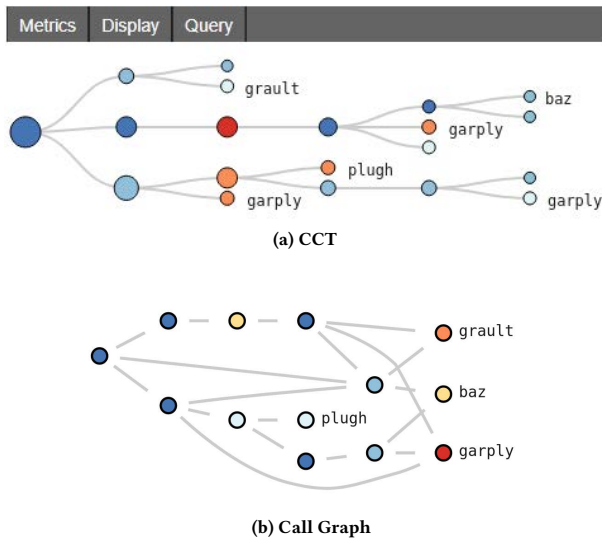 Metrics Display Query
grault
baz
garply
plugh
garply
garply
(a) CCT
grault
baz
plugh
garply
(b) Call Graph